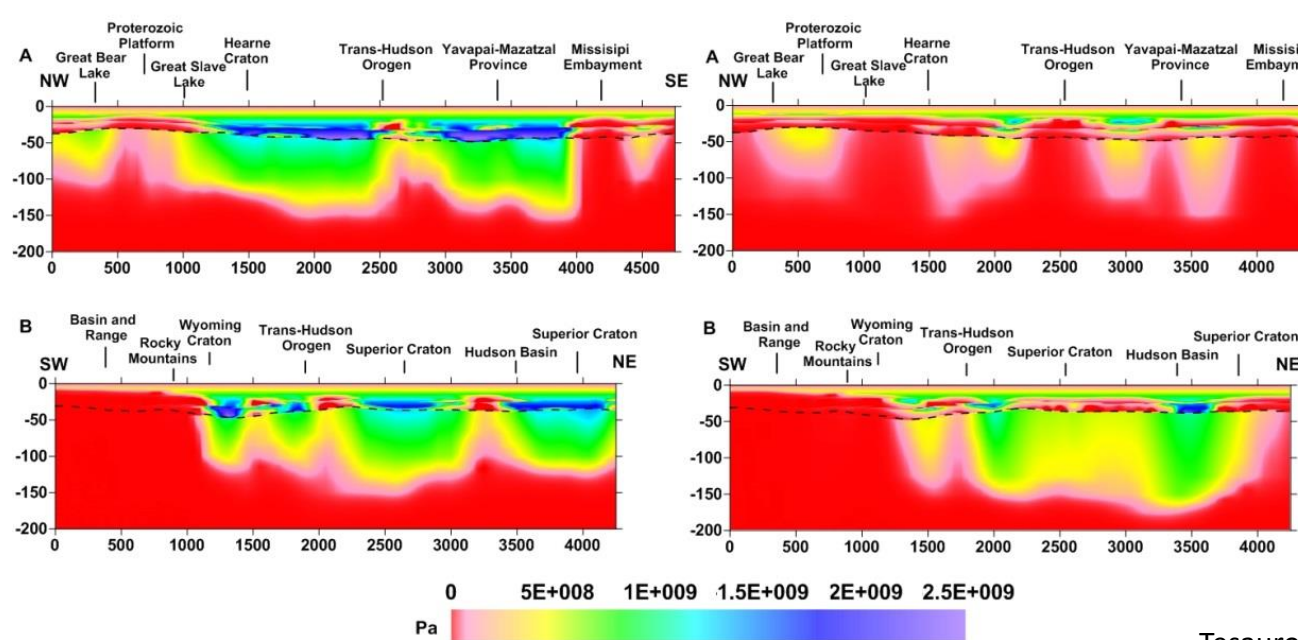 Proterozoic
Platform
Hearne
Craton
Trans-Hudson
Orogen
Yavapai-Mazatzal
Province
Missisipi
Embayment
A
Great Bear
Lake
Great Slave
Lake
NW
SE
0
-50
-100
-150
-200
0 500 1000 1500 2000 2500 3000 3500 4000 4500
Proterozoic
Platform
Hearne
Craton
Trans-Hudson
Orogen
Yavapai-Mazatzal
Province
Missisi
Embaym
A
Great Bear
Lake
Great Slave
Lake
NW
0
-50
-100
-150
-200
0 500 1000 1500 2000 2500 3000 3500 4000
B
Basin and
Range
Rocky
Mountains
Wyoming
Craton
Trans-Hudson
Orogen
Superior Craton
Hudson Basin
Superior Craton
SW
NE
0
-50
-100
-150
-200
0 500 1000 1500 2000 2500 3000 3500 4000
B
Basin and
Range
Rocky
Mountains
Wyoming
Craton
Trans-Hudson
Orogen
Superior Craton
Hudson Basin
Superior Craton
SW
NE
0
-50
-100
-150
-200
0 500 1000 1500 2000 2500 3000 3500 4000
0 5E+008 1E+009 1.5E+009 2E+009 2.5E+009
Pa